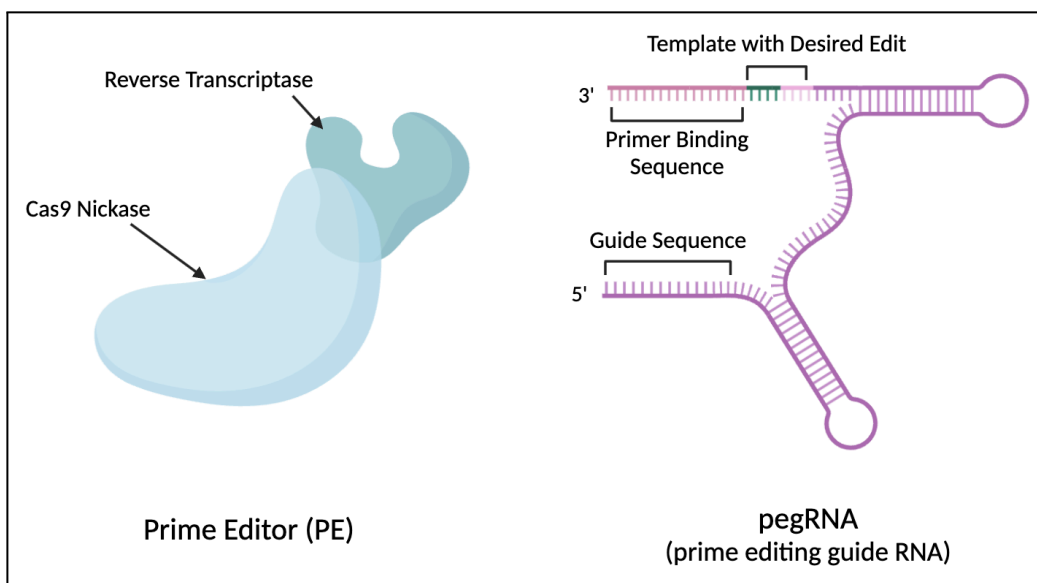 Reverse Transcriptase
Cas9 Nickase
Prime Editor (PE)
Template with Desired Edit
3'
Primer Binding
Sequence
Guide Sequence
5'
pegRNA
(prime editing guide RNA)